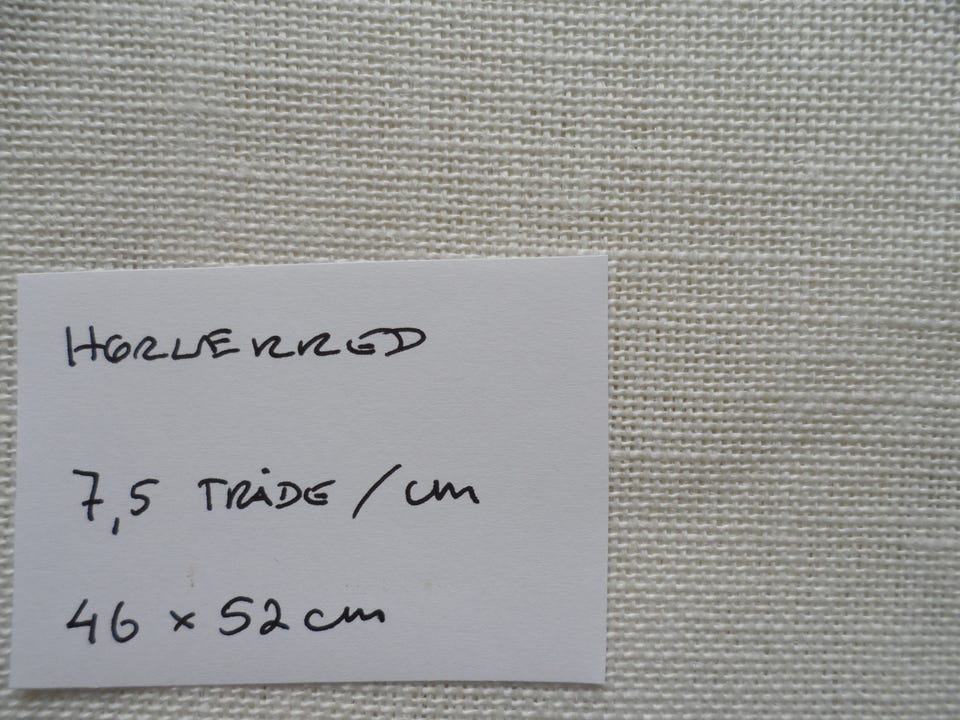 HØRLÆRRED
7,5 TRÅDE / cm
46 x 52 cm